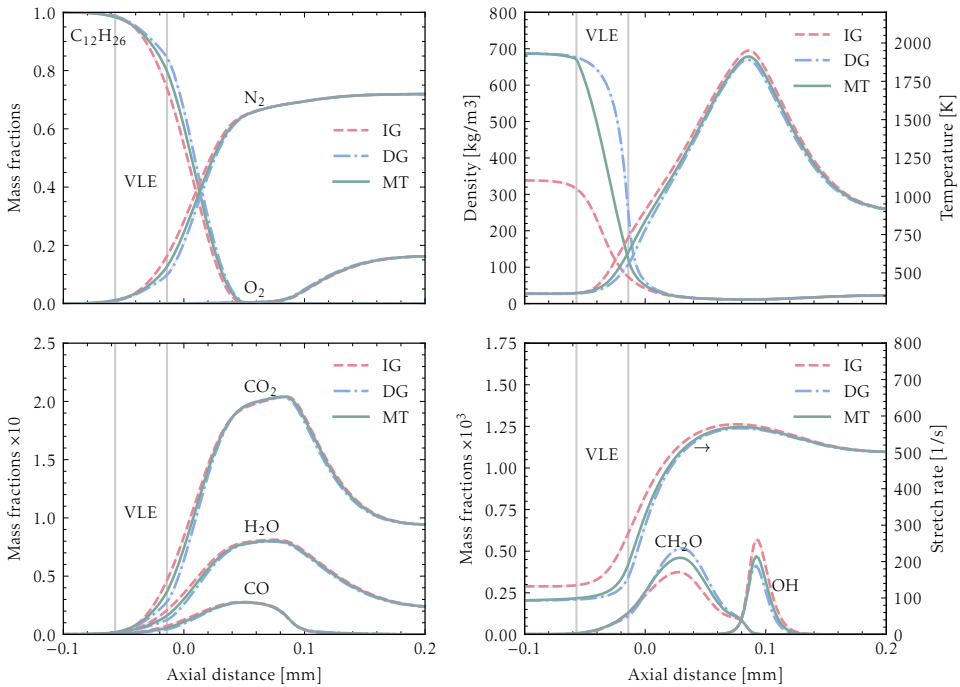 1.0
0.8
0.6
0.4
0.2
0.0
Mass fractions
C₁₂H₂₆
N₂
VLE
O₂
IG
DG
MT
800
700
600
500
400
300
200
100
0
Density [kg/m3]
VLE
IG
DG
MT
2000
1750
1500
1250
1000
750
500
Temperature [K]
2.5
2.0
1.5
1.0
0.5
0.0
Mass fractions ×10
CO₂
VLE
H₂O
CO
IG
DG
MT
−0.1
0.0
0.1
0.2
Axial distance [mm]
1.75
1.50
1.25
1.00
0.75
0.50
0.25
0.00
Mass fractions ×10³
VLE
→
CH₂O
OH
IG
DG
MT
800
700
600
500
400
300
200
100
0
Stretch rate [1/s]
−0.1
0.0
0.1
0.2
Axial distance [mm]